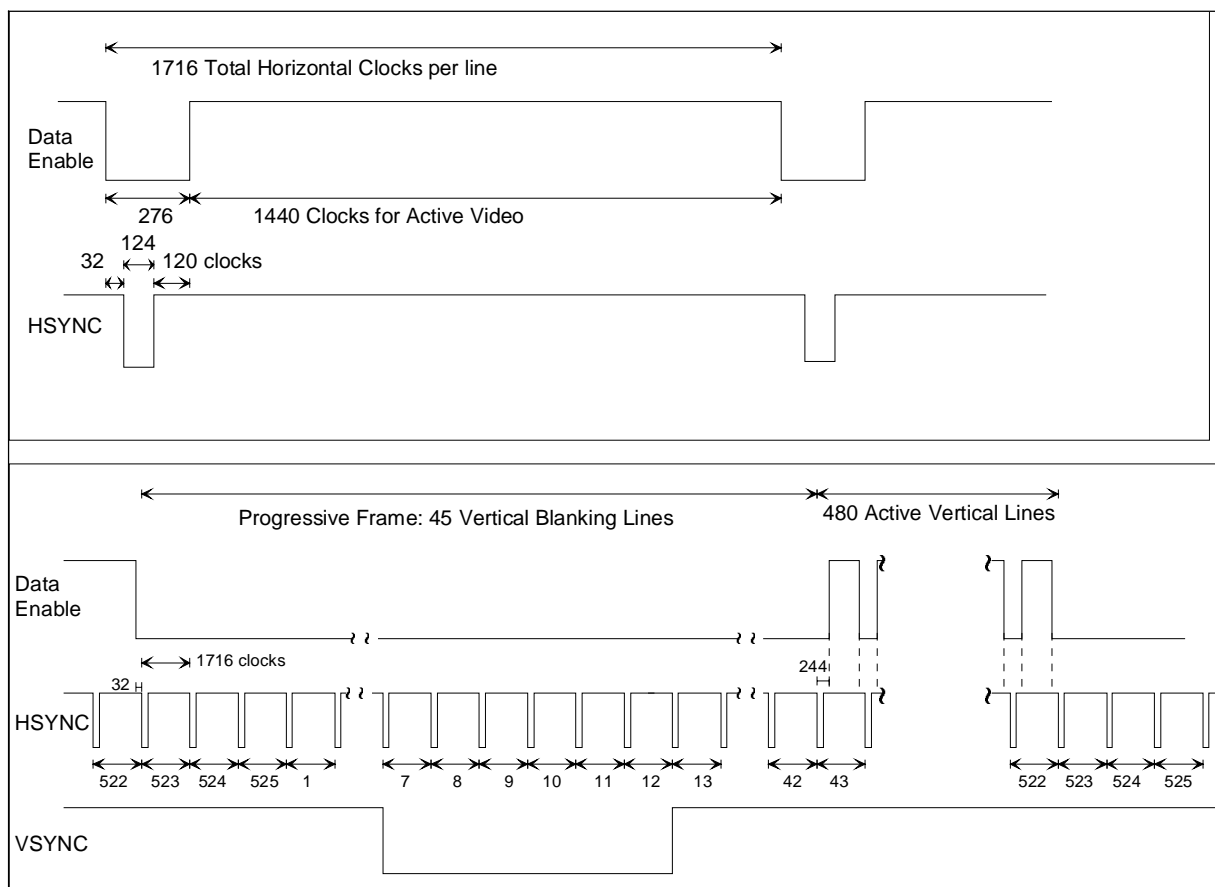 1716 Total Horizontal Clocks per line
Data
Enable
276
1440 Clocks for Active Video
124
32
120 clocks
HSYNC
Progressive Frame: 45 Vertical Blanking Lines
480 Active Vertical Lines
Data
Enable
1716 clocks
244
32
HSYNC
522 523 524 525 1 7 8 9 10 11 12 13 42 43 522 523 524 525
VSYNC